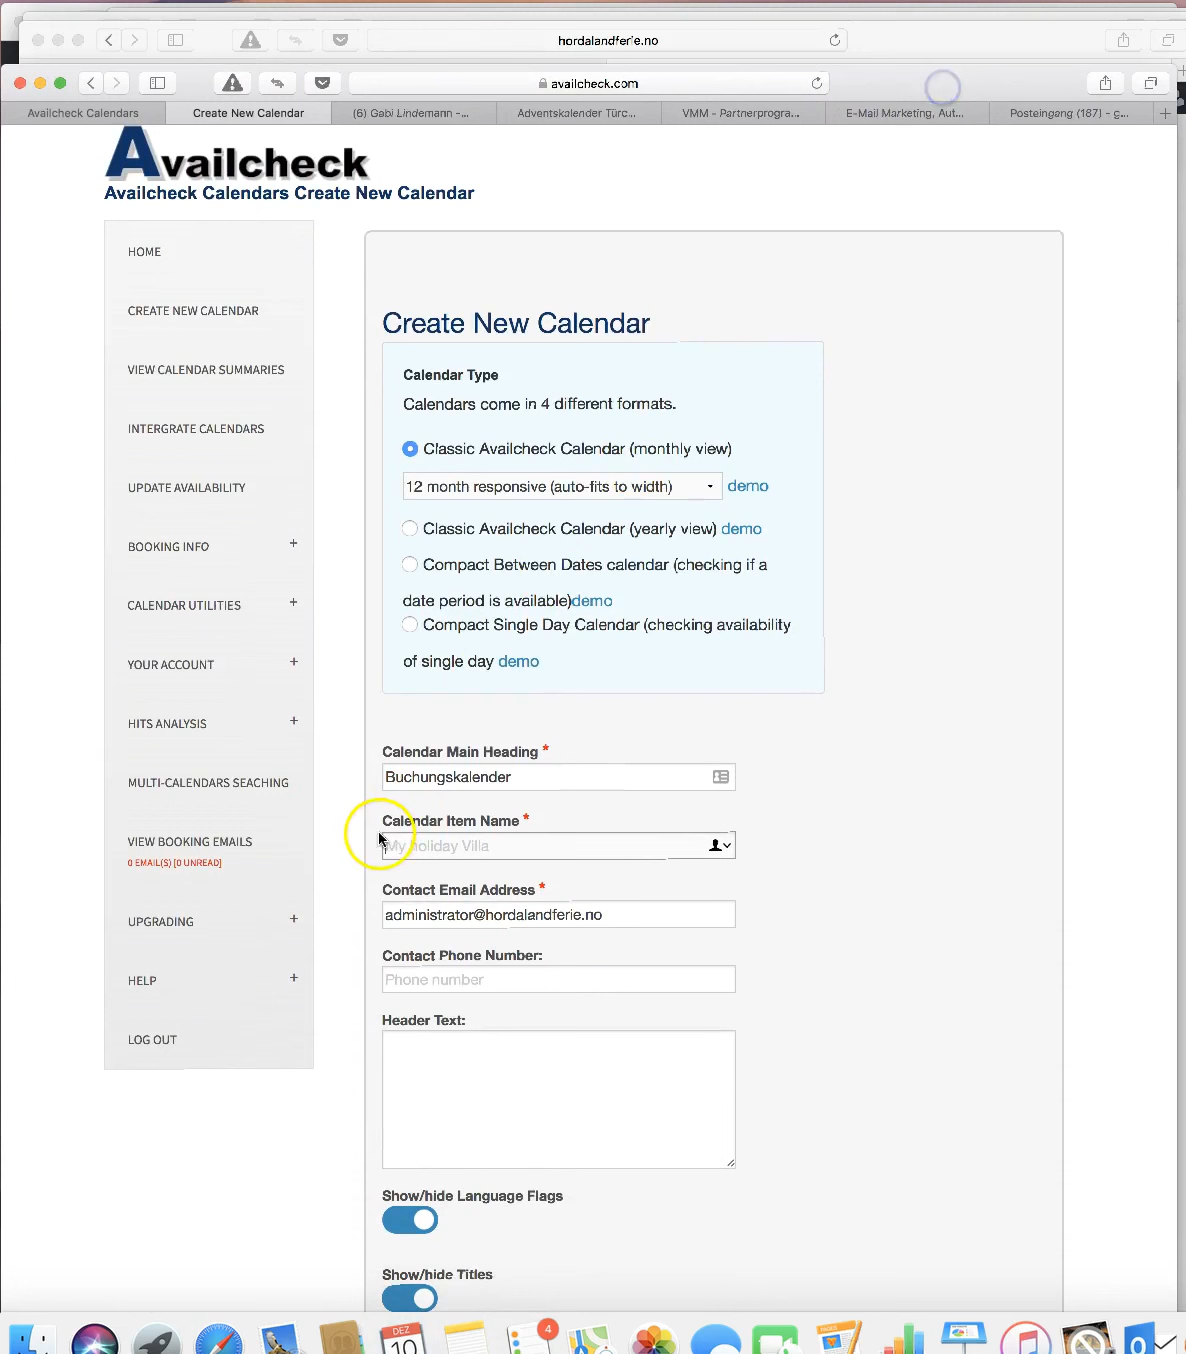 hordalandferie.no
availcheck.com
Availcheck Calendars
Create New Calendar
(6) Gabi Lindemann –...
Adventskalender Türc...
VMM - Partnerprogra...
E-Mail Marketing, Aut...
Posteingang (187) – g...
Availcheck
Availcheck Calendars Create New Calendar
HOME
CREATE NEW CALENDAR
VIEW CALENDAR SUMMARIES
INTERGRATE CALENDARS
UPDATE AVAILABILITY
BOOKING INFO +
CALENDAR UTILITIES +
YOUR ACCOUNT +
HITS ANALYSIS +
MULTI-CALENDARS SEACHING
VIEW BOOKING EMAILS
0 EMAIL(S) [0 UNREAD]
UPGRADING +
HELP +
LOG OUT
Create New Calendar
Calendar Type
Calendars come in 4 different formats.
Classic Availcheck Calendar (monthly view)
12 month responsive (auto-fits to width) demo
Classic Availcheck Calendar (yearly view) demo
Compact Between Dates calendar (checking if a
date period is available)demo
Compact Single Day Calendar (checking availability
of single day demo
Calendar Main Heading *
Buchungskalender
Calendar Item Name *
My holiday Villa
Contact Email Address *
administrator@hordalandferie.no
Contact Phone Number:
Phone number
Header Text:
Show/hide Language Flags
Show/hide Titles
DEZ
10
4
PAGES